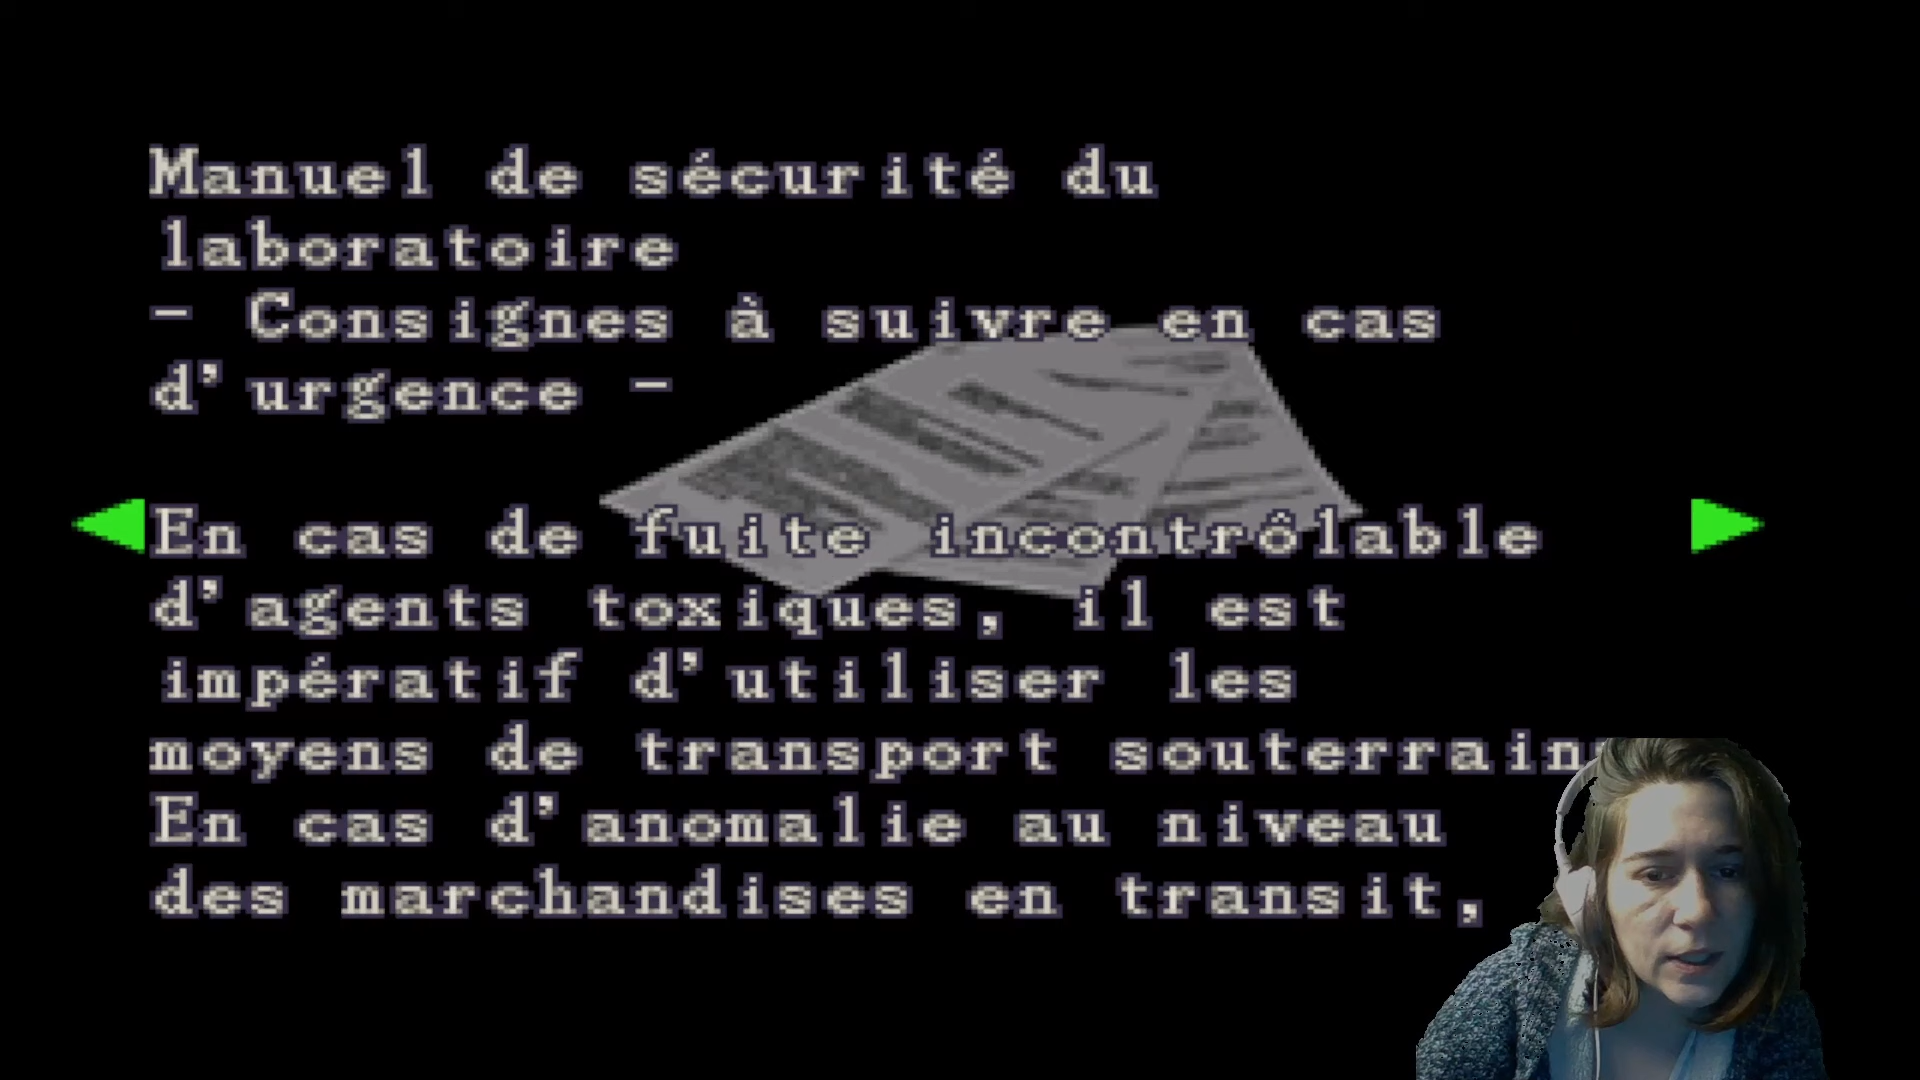 Manuel de sécurité du
laboratoire
- Consignes à suivre en cas
d'urgence -
En cas de fuite incontrôlable
d'agents toxiques, il est
impératif d'utiliser les
moyens de transport
En cas d'anomalie au niveau
des marchandises en transit,